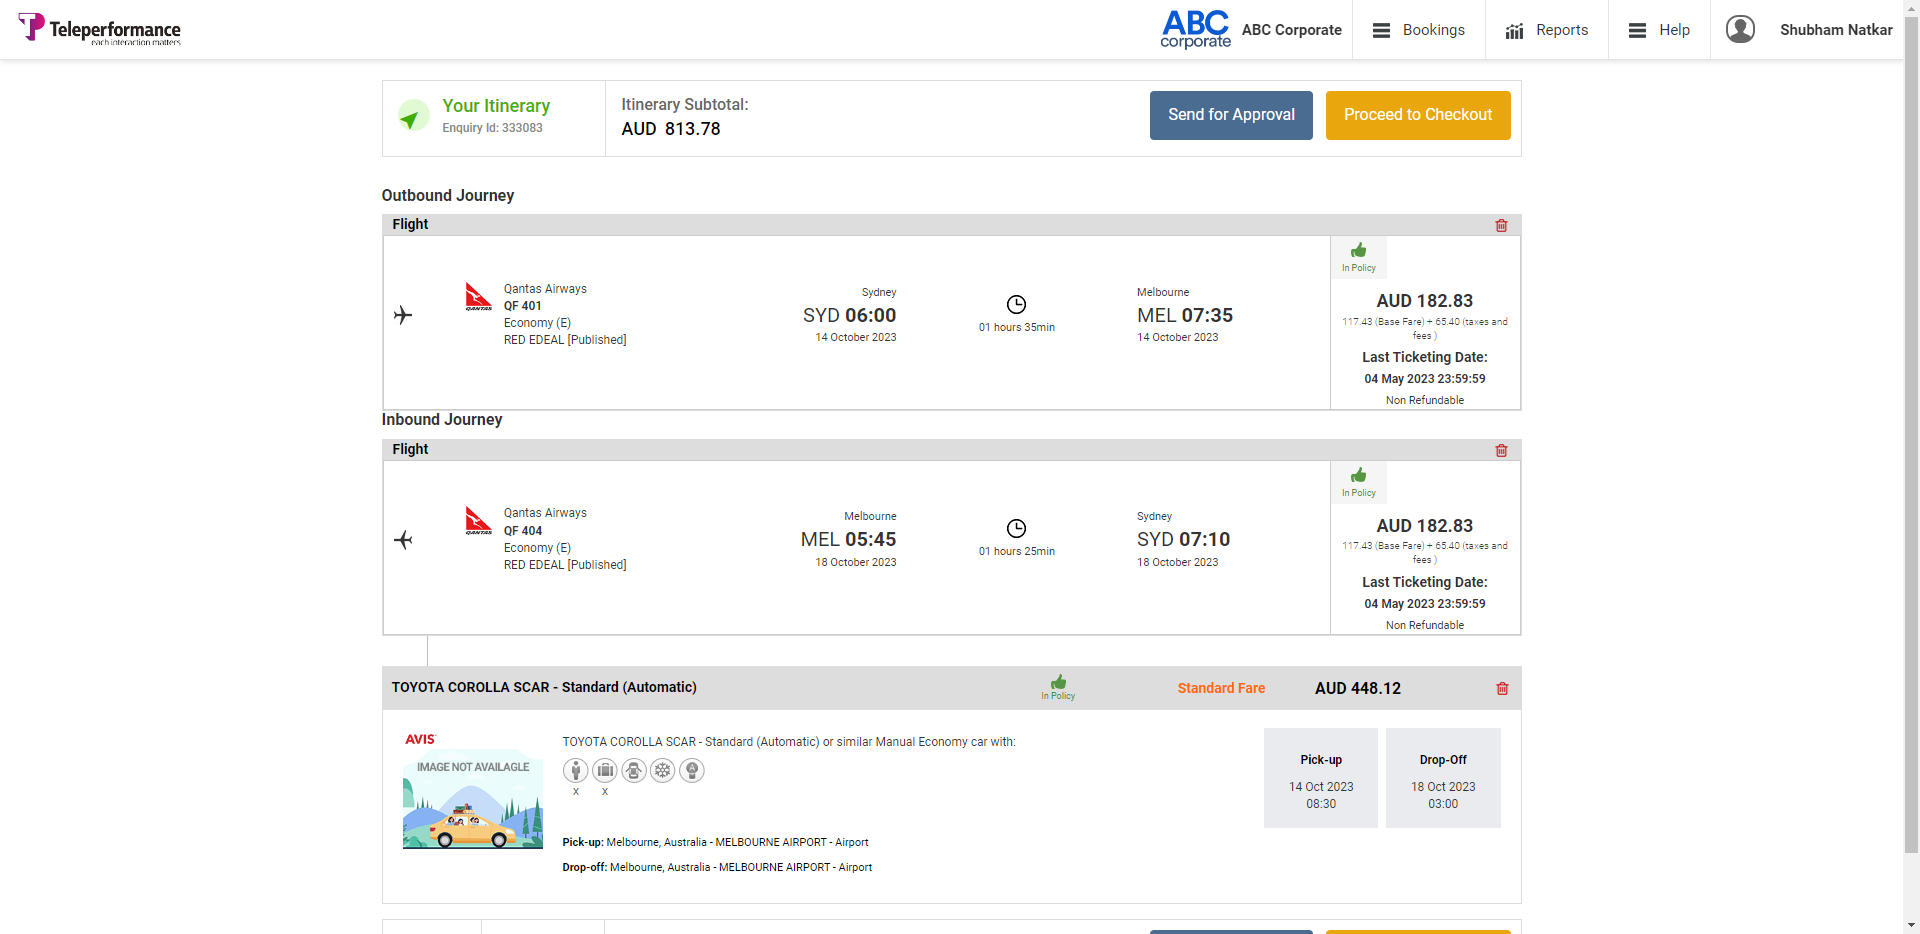 Teleperformance
each interaction matters
ABC
corporate
ABC Corporate
Bookings
Reports
Help
Shubham Natkar
Your Itinerary
Enquiry Id: 333083
Itinerary Subtotal:
AUD 813.78
Send for Approval
Proceed to Checkout
Outbound Journey
Flight
QANTAS
Qantas Airways
QF 401
Economy (E)
RED EDEAL [Published]
Sydney
SYD 06:00
14 October 2023
01 hours 35min
Melbourne
MEL 07:35
14 October 2023
In Policy
AUD 182.83
117.43 (Base Fare) + 65.40 (taxes and
fees )
Last Ticketing Date:
04 May 2023 23:59:59
Non Refundable
Inbound Journey
Flight
QANTAS
Qantas Airways
QF 404
Economy (E)
RED EDEAL [Published]
Melbourne
MEL 05:45
18 October 2023
01 hours 25min
Sydney
SYD 07:10
18 October 2023
In Policy
AUD 182.83
117.43 (Base Fare) + 65.40 (taxes and
fees )
Last Ticketing Date:
04 May 2023 23:59:59
Non Refundable
TOYOTA COROLLA SCAR - Standard (Automatic)
In Policy
Standard Fare
AUD 448.12
AVIS
IMAGE NOT AVAILAGLE
TOYOTA COROLLA SCAR - Standard (Automatic) or similar Manual Economy car with:
A
x
x
Pick-up: Melbourne, Australia - MELBOURNE AIRPORT - Airport
Drop-off: Melbourne, Australia - MELBOURNE AIRPORT - Airport
Pick-up
14 Oct 2023
08:30
Drop-Off
18 Oct 2023
03:00